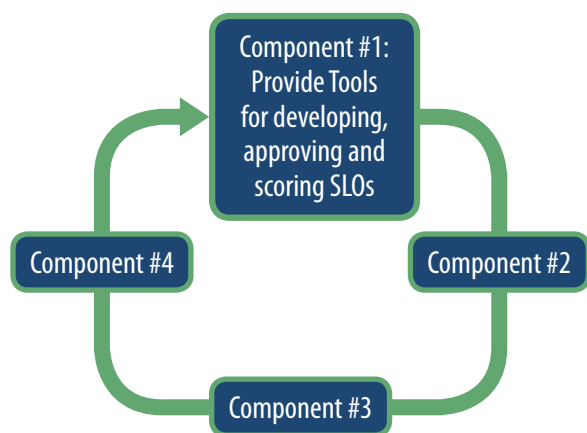 Component #1:
Provide Tools
for developing,
approving and
scoring SLOs
Component #4
Component #2
Component #3